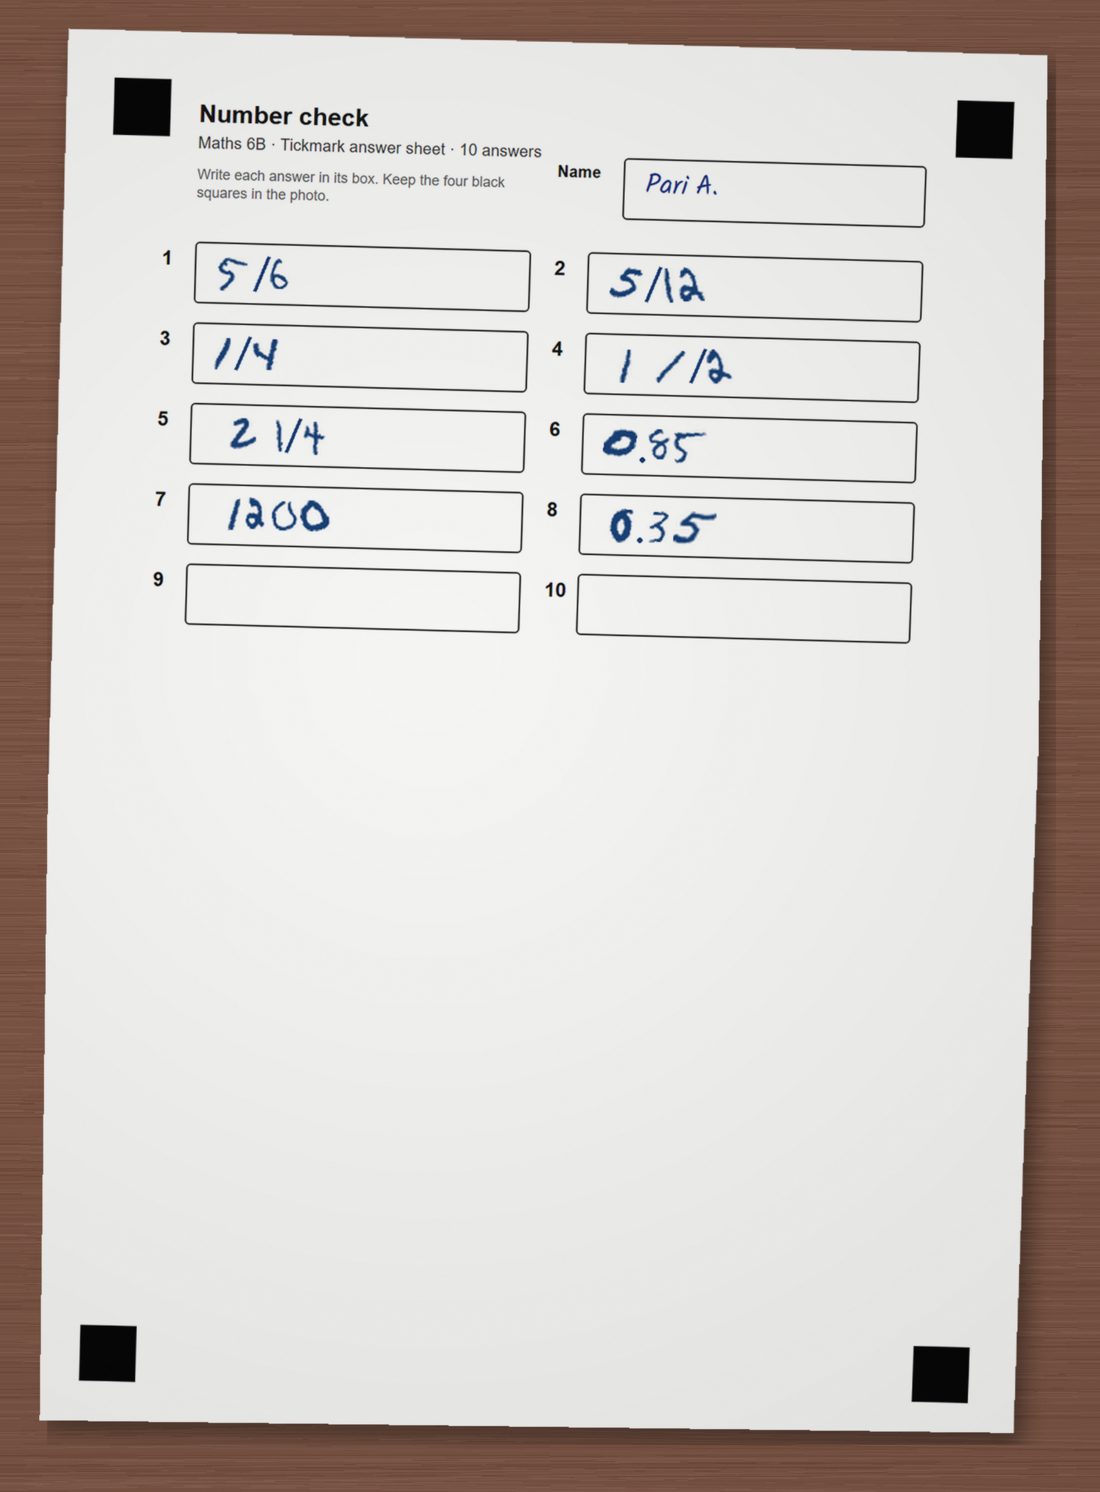 Number check
Maths 6B · Tickmark answer sheet · 10 answers
Write each answer in its box. Keep the four black
squares in the photo.
Name Pari A.
1 5/6
2 5/12
3 1/4
4 1 / 12
5 2 1/4
6 0.85
7 1200
8 0.35
9
10